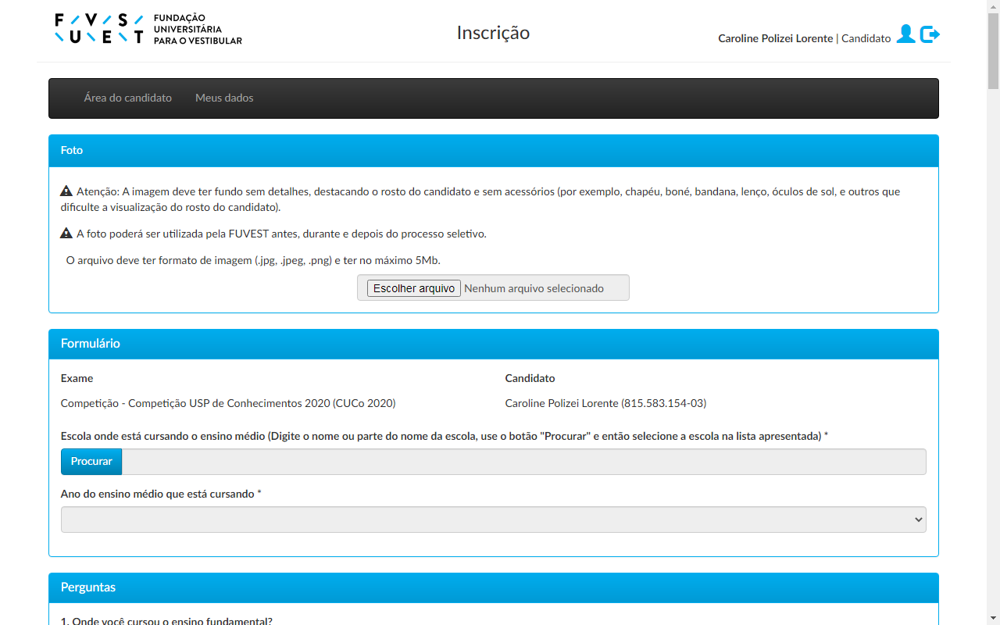 FUVEST
FUNDAÇÃO
UNIVERSITÁRIA
PARA O VESTIBULAR
Inscrição
Caroline Polizei Lorente | Candidato
Área do candidato Meus dados
Foto
Atenção: A imagem deve ter fundo sem detalhes, destacando o rosto do candidato e sem acessórios (por exemplo, chapéu, boné, bandana, lenço, óculos de sol, e outros que
dificulte a visualização do rosto do candidato).
A foto poderá ser utilizada pela FUVEST antes, durante e depois do processo seletivo.
O arquivo deve ter formato de imagem (.jpg, .jpeg, .png) e ter no máximo 5Mb.
Escolher arquivo Nenhum arquivo selecionado
Formulário
Exame Candidato
Competição - Competição USP de Conhecimentos 2020 (CUCo 2020) Caroline Polizei Lorente (815.583.154-03)
Escola onde está cursando o ensino médio (Digite o nome ou parte do nome da escola, use o botão "Procurar" e então selecione a escola na lista apresentada) *
Procurar
Ano do ensino médio que está cursando *
Perguntas
1. Onde você cursou o ensino fundamental?